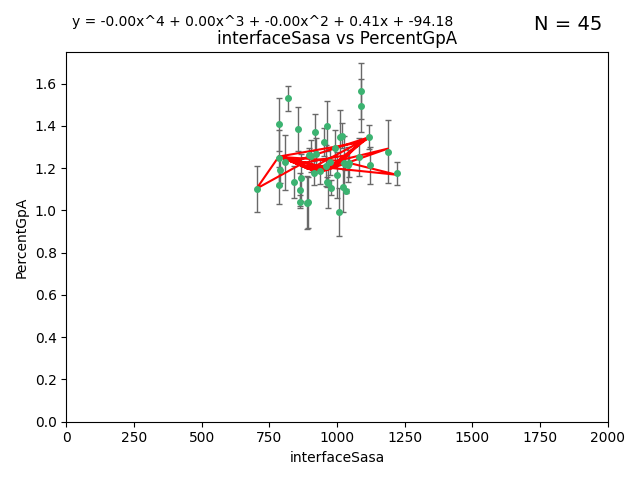 y = -0.00x^4 + 0.00x^3 + -0.00x^2 + 0.41x + -94.18
N = 45
interfaceSasa vs PercentGpA
PercentGpA
1.6
1.4
1.2
1.0
0.8
0.6
0.4
0.2
0.0
0 250 500 750 1000 1250 1500 1750 2000
interfaceSasa